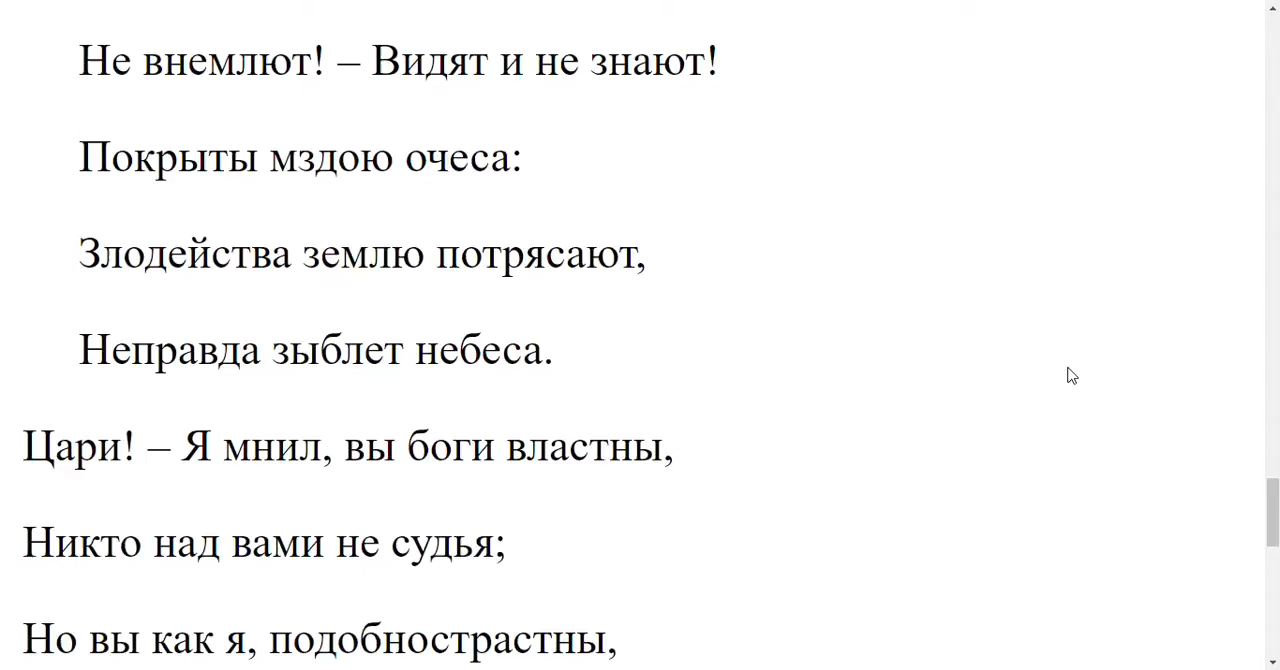 Не внемлют! – Видят и не знают!
Покрыты мздою очеса:
Злодейства землю потрясают,
Неправда зыблет небеса.
Цари! – Я мнил, вы боги властны,
Никто над вами не судья;
Но вы как я, подобнострастны,